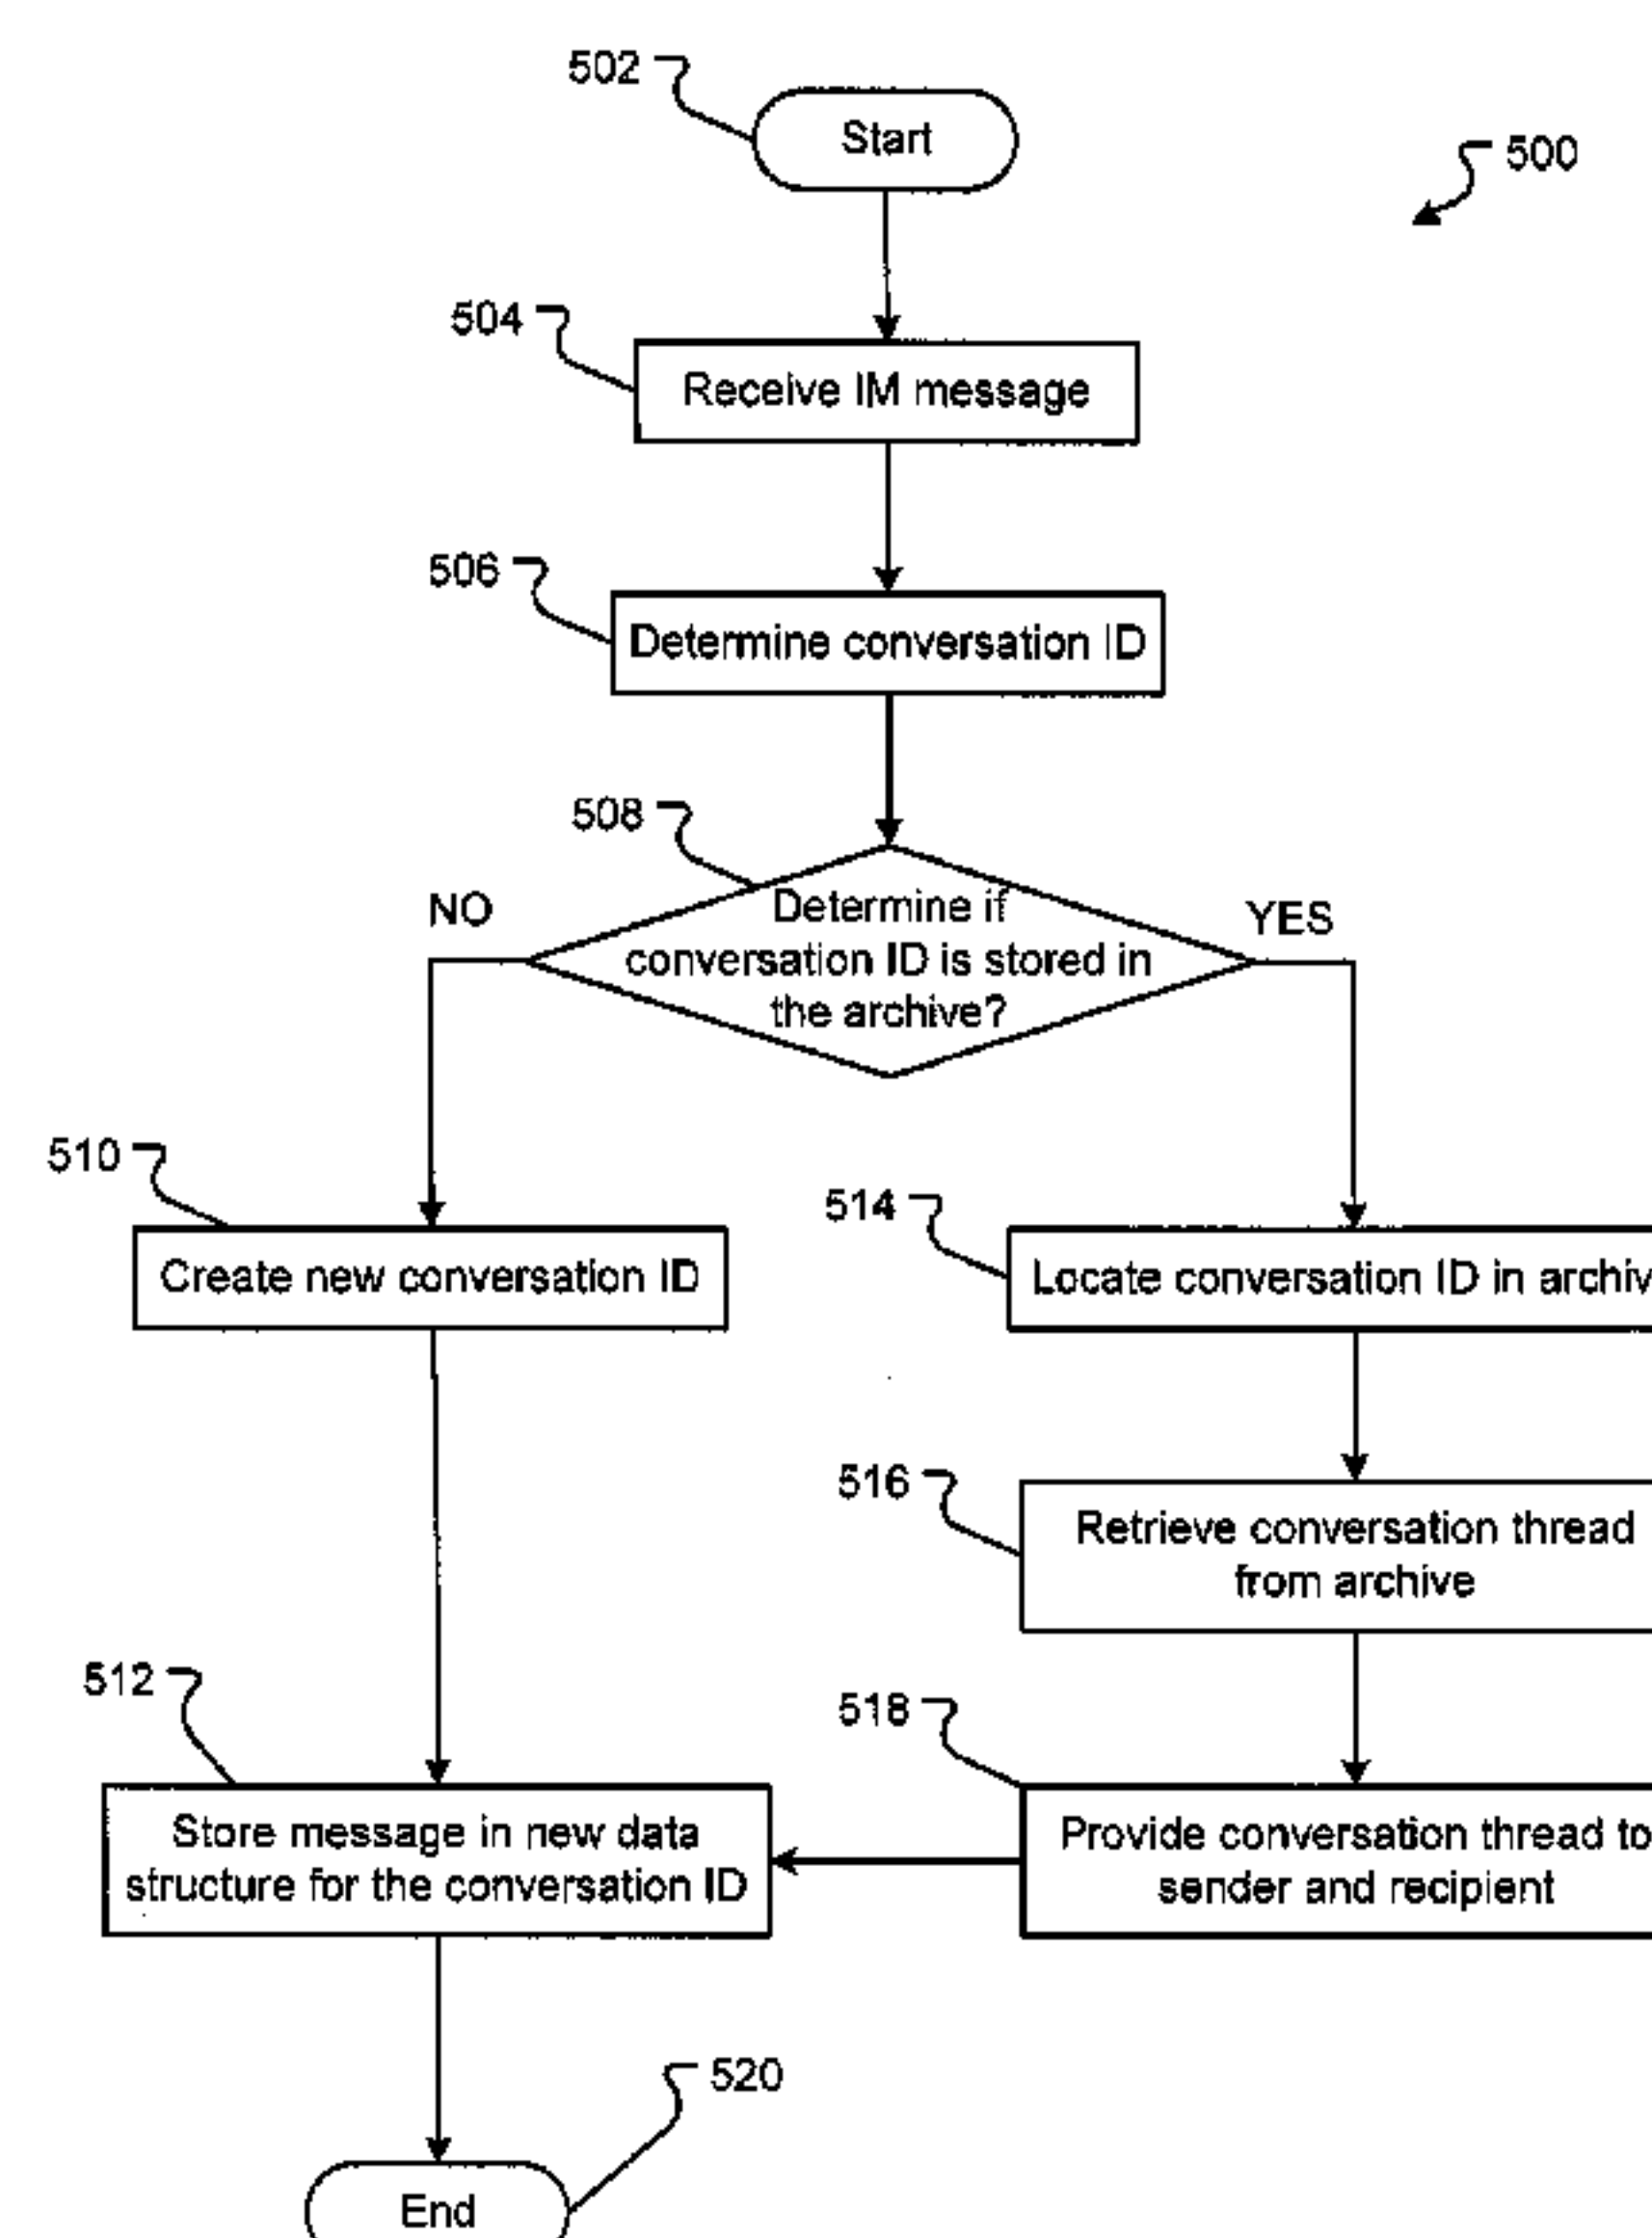 502
Start
500
504
Receive IM message
506
Determine conversation ID
508
NO
Determine if
conversation ID is stored in
the archive?
YES
510
Create new conversation ID
514
Locate conversation ID in archiv
516
Retrieve conversation thread
from archive
512
Store message in new data
structure for the conversation ID
518
Provide conversation thread to
sender and recipient
520
End